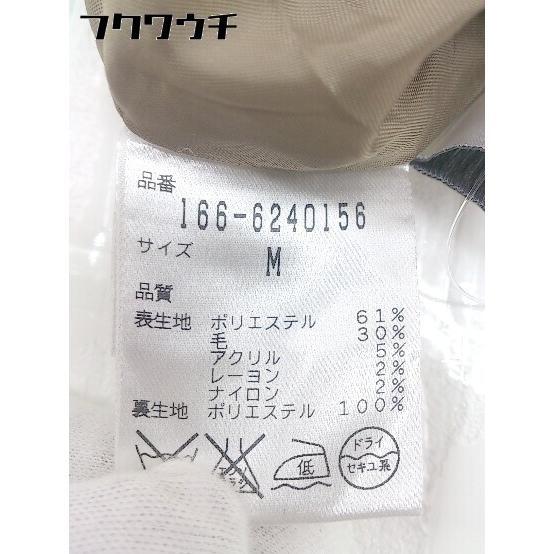 フクワウチ
品番
166-6240156
サイズ
M
品質
表生地 ポリエステル 61%
毛 30%
アクリル 5%
レーヨン 2%
ナイロン 2%
裏生地 ポリエステル 100%
低
ドライ
セキユ系